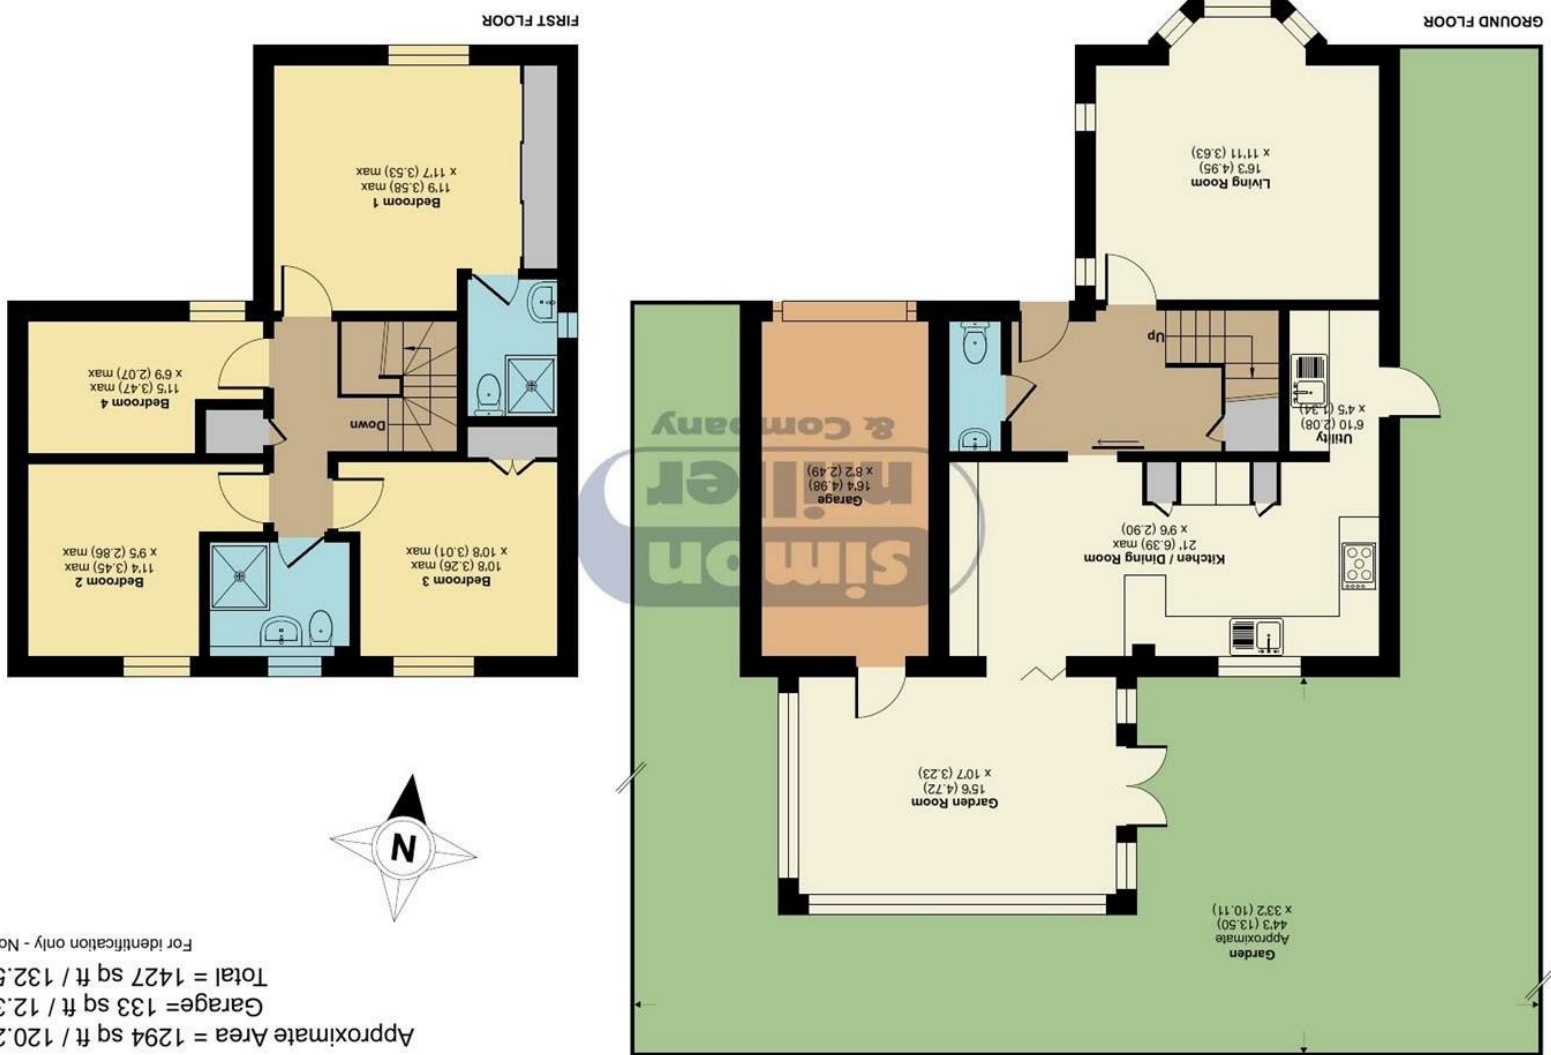 Approximate Area = 1294 sq ft / 120.2
Garage= 133 sq ft / 12.3
Total = 1427 sq ft / 132.5
For identification only - No
N
Garden
Approximate
44'3 (13.50)
x 33'2 (10.11)
Garden Room
15'6 (4.72)
x 10'7 (3.23)
Kitchen / Dining Room
21' (6.39) max
x 9'6 (2.90)
Utility
6'10 (2.08)
x 4'5 (1.34)
Garage
16'4 (4.98)
x 8'2 (2.49)
Up
Living Room
16'3 (4.95)
x 11'11 (3.63)
GROUND FLOOR
Bedroom 3
10'8 (3.26) max
x 10'8 (3.01) max
Bedroom 2
11'4 (3.45) max
x 9'5 (2.86) max
Down
Bedroom 4
11'5 (3.47) max
x 6'9 (2.07) max
Bedroom 1
11'9 (3.58) max
x 11'7 (3.53) max
FIRST FLOOR
simon
miller
& Company